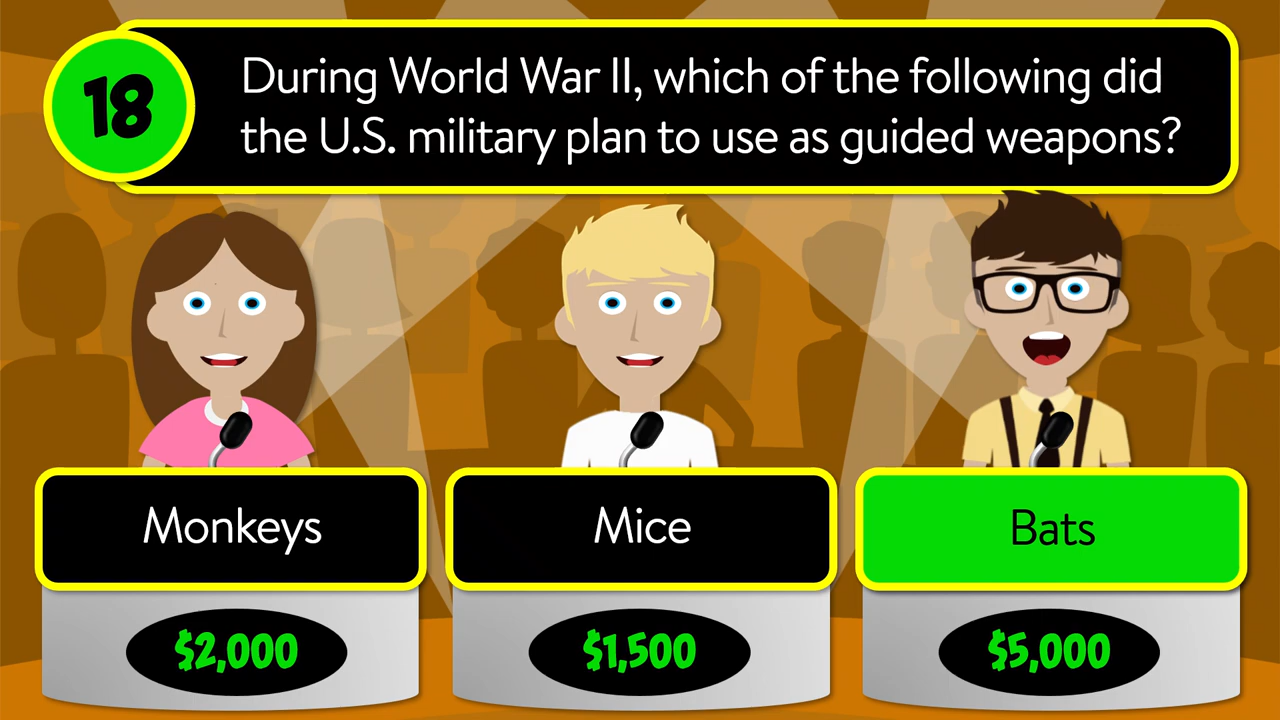 18
During World War II, which of the following did
the U.S. military plan to use as guided weapons?
Monkeys
Mice
Bats
$2,000
$1,500
$5,000